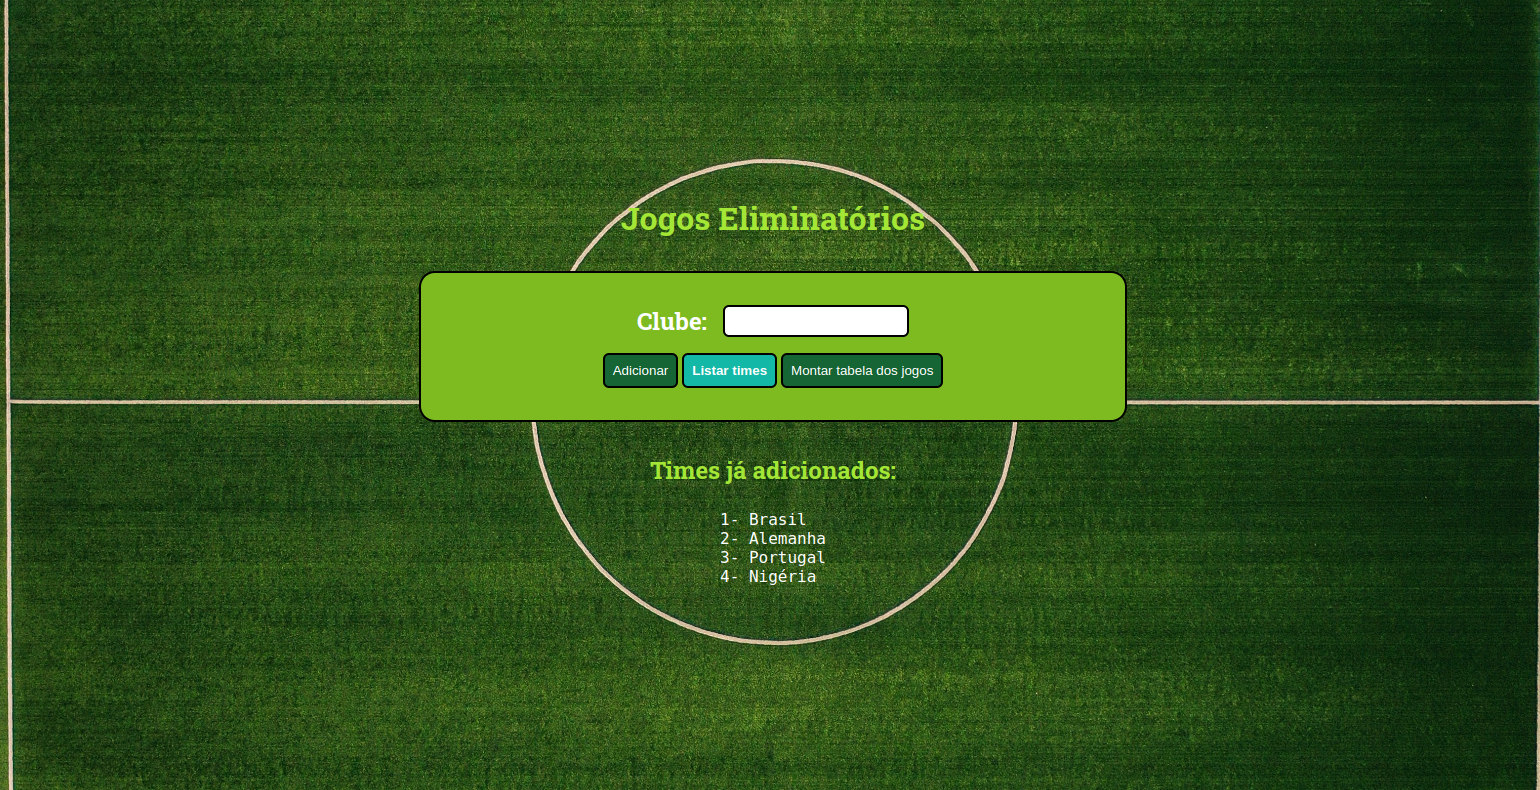 Jogos Eliminatórios
Clube:
Adicionar Listar times Montar tabela dos jogos
Times já adicionados:
1- Brasil
2- Alemanha
3- Portugal
4- Nigéria